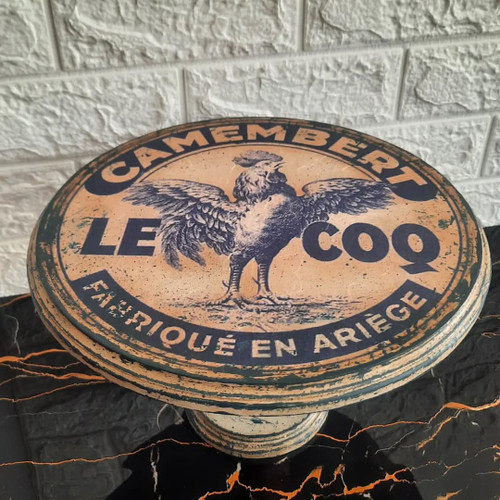 CAMEMBERT
LE COQ
FABRIQUÉ EN ARIÈGE